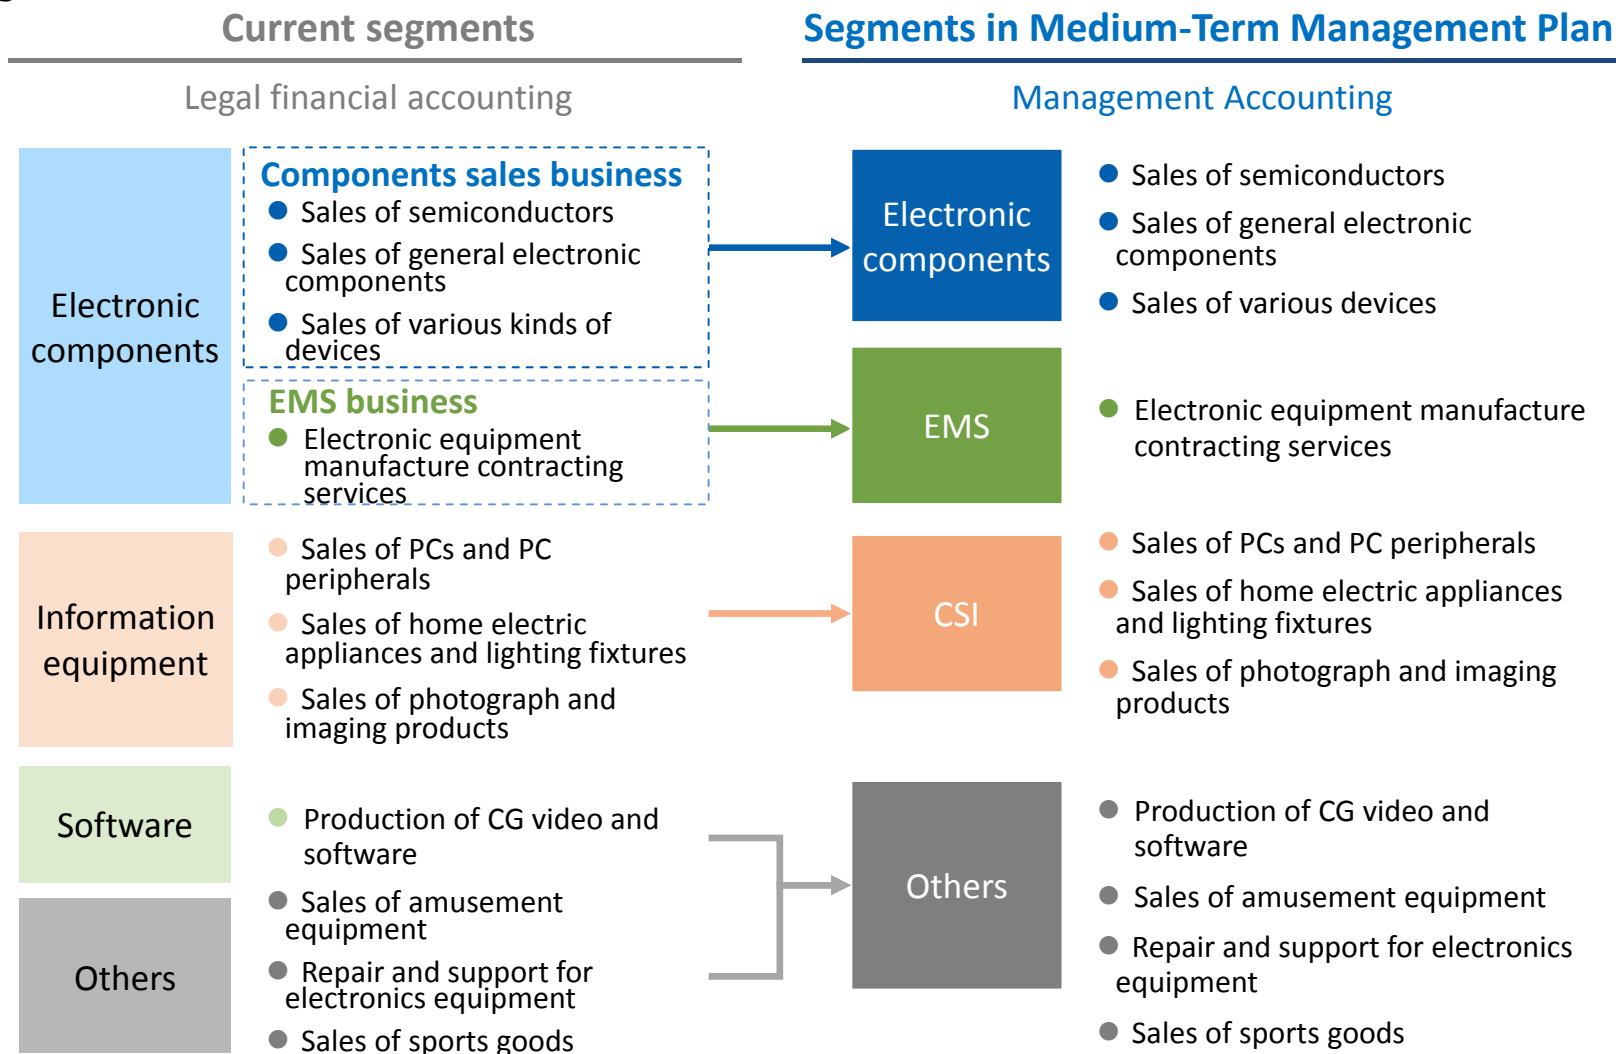 Current segments
Segments in Medium-Term Management Plan
Legal financial accounting
Management Accounting
Electronic
components
Components sales business
● Sales of semiconductors
● Sales of general electronic
components
● Sales of various kinds of
devices
EMS business
● Electronic equipment
manufacture contracting
services
Electronic
components
● Sales of semiconductors
● Sales of general electronic
components
● Sales of various devices
EMS
● Electronic equipment manufacture
contracting services
Information
equipment
● Sales of PCs and PC
peripherals
● Sales of home electric
appliances and lighting fixtures
● Sales of photograph and
imaging products
CSI
● Sales of PCs and PC peripherals
● Sales of home electric appliances
and lighting fixtures
● Sales of photograph and imaging
products
Software
● Production of CG video and
software
Others
● Sales of amusement
equipment
● Repair and support for
electronics equipment
● Sales of sports goods
Others
● Production of CG video and
software
● Sales of amusement equipment
● Repair and support for electronics
equipment
● Sales of sports goods